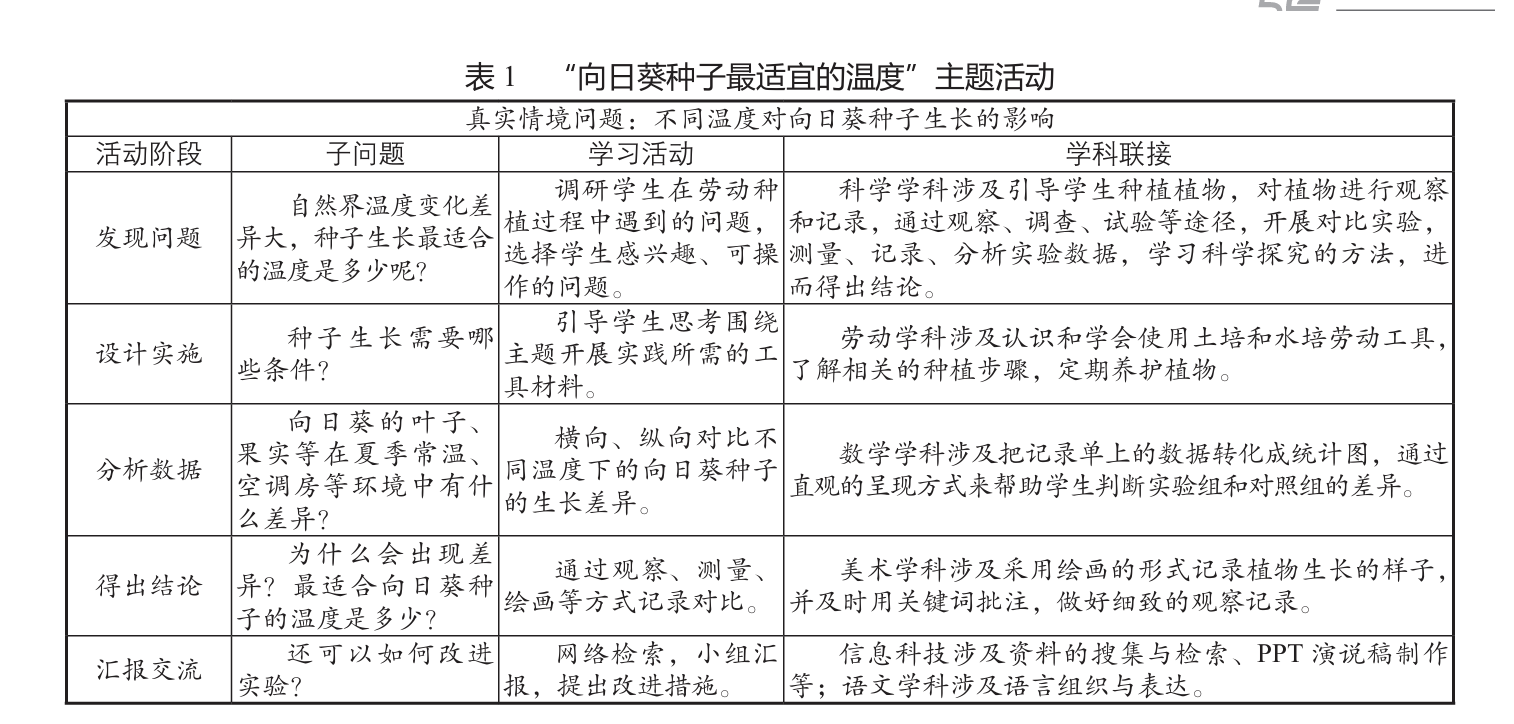 表 1 “向日葵种子最适宜的温度”主题活动
真实情境问题：不同温度对向日葵种子生长的影响
活动阶段
子问题
学习活动
学科联接
发现问题
自然界温度变化差
异大，种子生长最适合
的温度是多少呢？
调研学生在劳动种
植过程中遇到的问题，
选择学生感兴趣、可操
作的问题。
科学学科涉及引导学生种植植物，对植物进行观察
和记录，通过观察、调查、试验等途径，开展对比实验，
测量、记录、分析实验数据，学习科学探究的方法，进
而得出结论。
设计实施
种子生长需要哪
些条件？
引导学生思考围绕
主题开展实践所需的工
具材料。
劳动学科涉及认识和学会使用土培和水培劳动工具，
了解相关的种植步骤，定期养护植物。
分析数据
向日葵的叶子、
果实等在夏季常温、
空调房等环境中有什
么差异？
横向、纵向对比不
同温度下的向日葵种子
的生长差异。
数学学科涉及把记录单上的数据转化成统计图，通过
直观的呈现方式来帮助学生判断实验组和对照组的差异。
得出结论
为什么会出现差
异？最适合向日葵种
子的温度是多少？
通过观察、测量、
绘画等方式记录对比。
美术学科涉及采用绘画的形式记录植物生长的样子，
并及时用关键词批注，做好细致的观察记录。
汇报交流
还可以如何改进
实验？
网络检索，小组汇
报，提出改进措施。
信息科技涉及资料的搜集与检索、PPT 演说稿制作
等；语文学科涉及语言组织与表达。